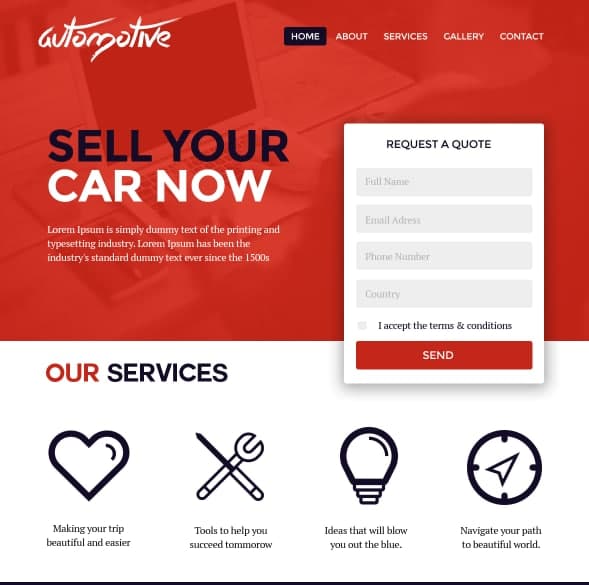 automotive
HOME ABOUT SERVICES GALLERY CONTACT
SELL YOUR
CAR NOW
Lorem Ipsum is simply dummy text of the printing and
typesetting industry. Lorem Ipsum has been the
industry's standard dummy text ever since the 1500s
REQUEST A QUOTE
Full Name
Email Adress
Phone Number
Country
I accept the terms & conditions
SEND
OUR SERVICES
Making your trip
beautiful and easier
Tools to help you
succeed tommorow
Ideas that will blow
you out the blue.
Navigate your path
to beautiful world.